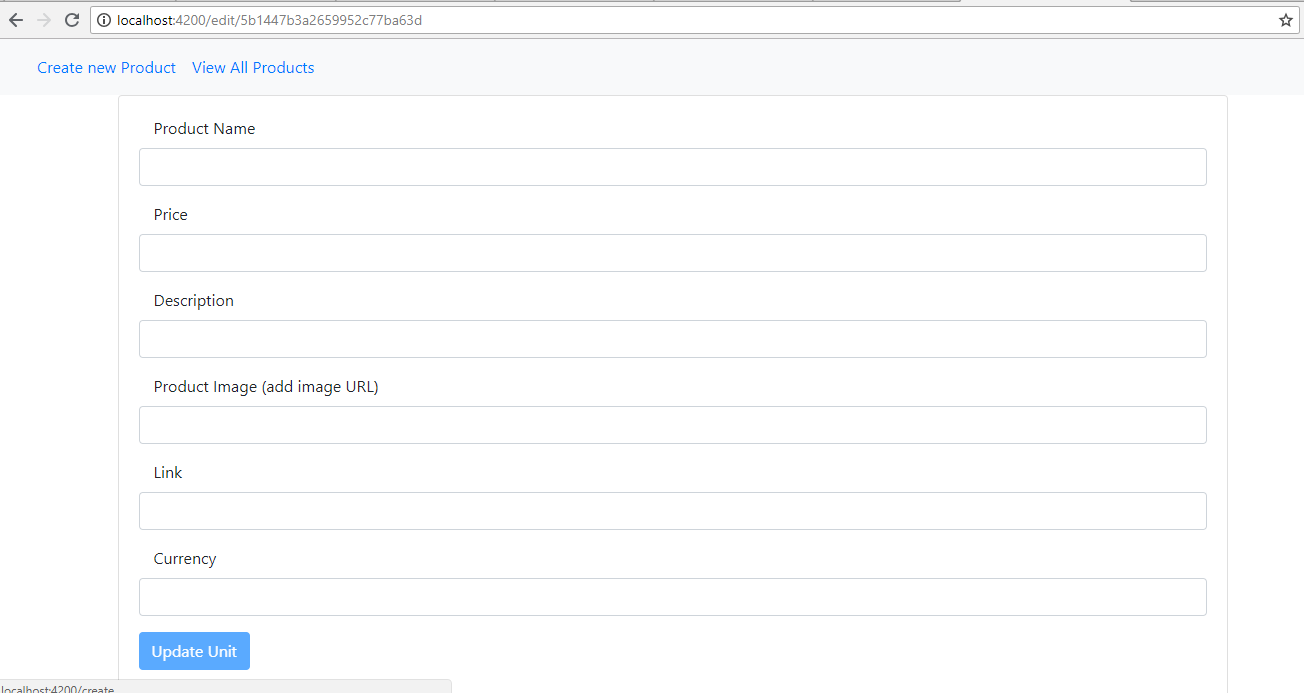 localhost:4200/edit/5b1447b3a2659952c77ba63d
Create new Product View All Products
Product Name
Price
Description
Product Image (add image URL)
Link
Currency
Update Unit
localhost:4200/create